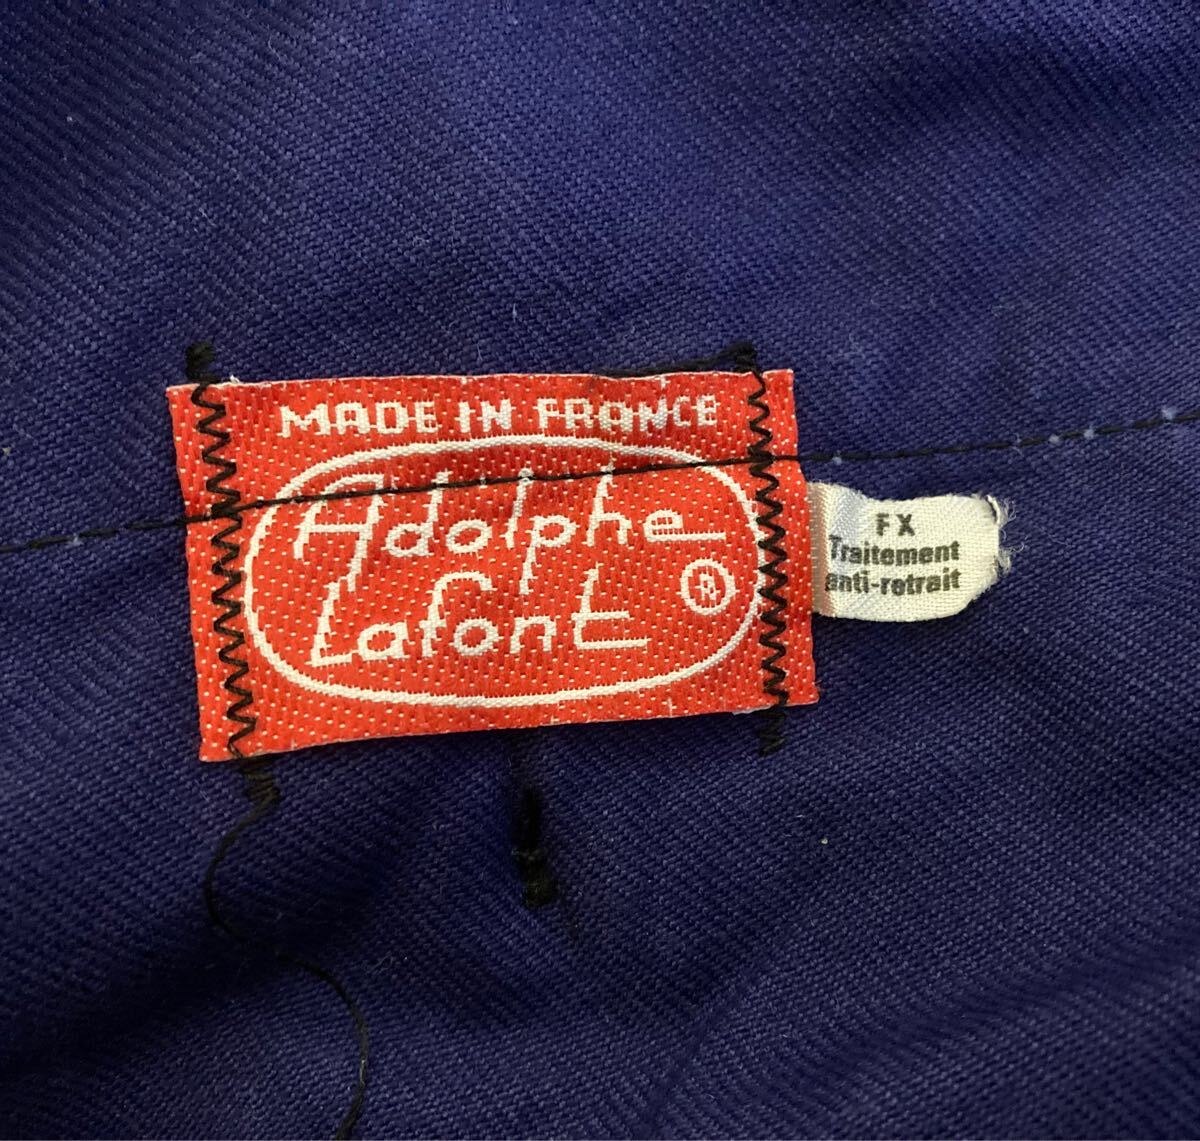 MADE IN FRANCE
Adolphe
Lafont ®
FX
Traitement
anti-retrait